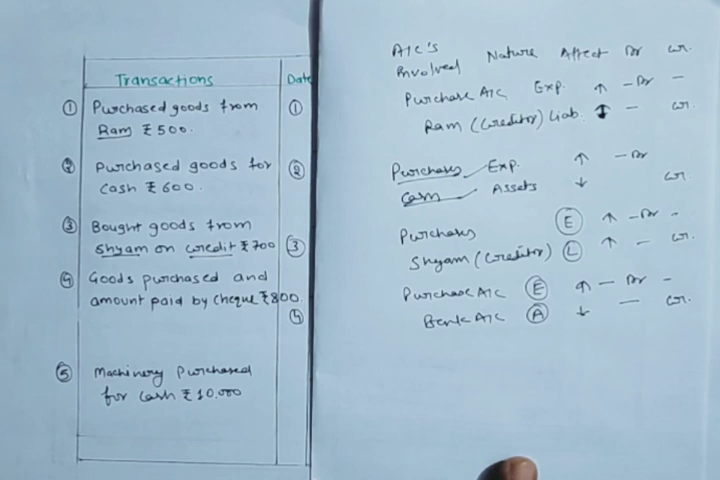 Transactions Date
① Purchased goods from ①
Ram ₹500.
② Purchased goods for ②
Cash ₹600.
③ Bought goods from
Shyam on credit ₹700 ③
④ Goods purchased and
amount paid by cheque ₹800.
④
⑤ Machinery purchased
for cash ₹10,000
A/C's
Involved Nature Affect Dr Cr.
Purchase A/C Exp. ↑ - Dr -
Ram (Creditor) Liab. ↑ - Cr.
Purchases Exp. ↑ - Dr
Cash Assets ↓ Cr.
Purchases Ⓔ ↑ - Dr -
Shyam (Creditor) Ⓛ ↑ - Cr.
Purchase A/C Ⓔ ↑ - Dr -
Bank A/C Ⓐ ↓ - Cr.